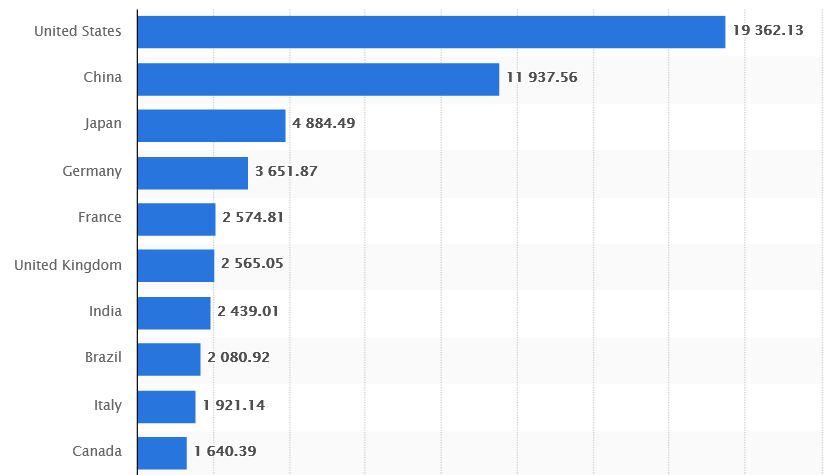 United States 19 362.13
China 11 937.56
Japan 4 884.49
Germany 3 651.87
France 2 574.81
United Kingdom 2 565.05
India 2 439.01
Brazil 2 080.92
Italy 1 921.14
Canada 1 640.39